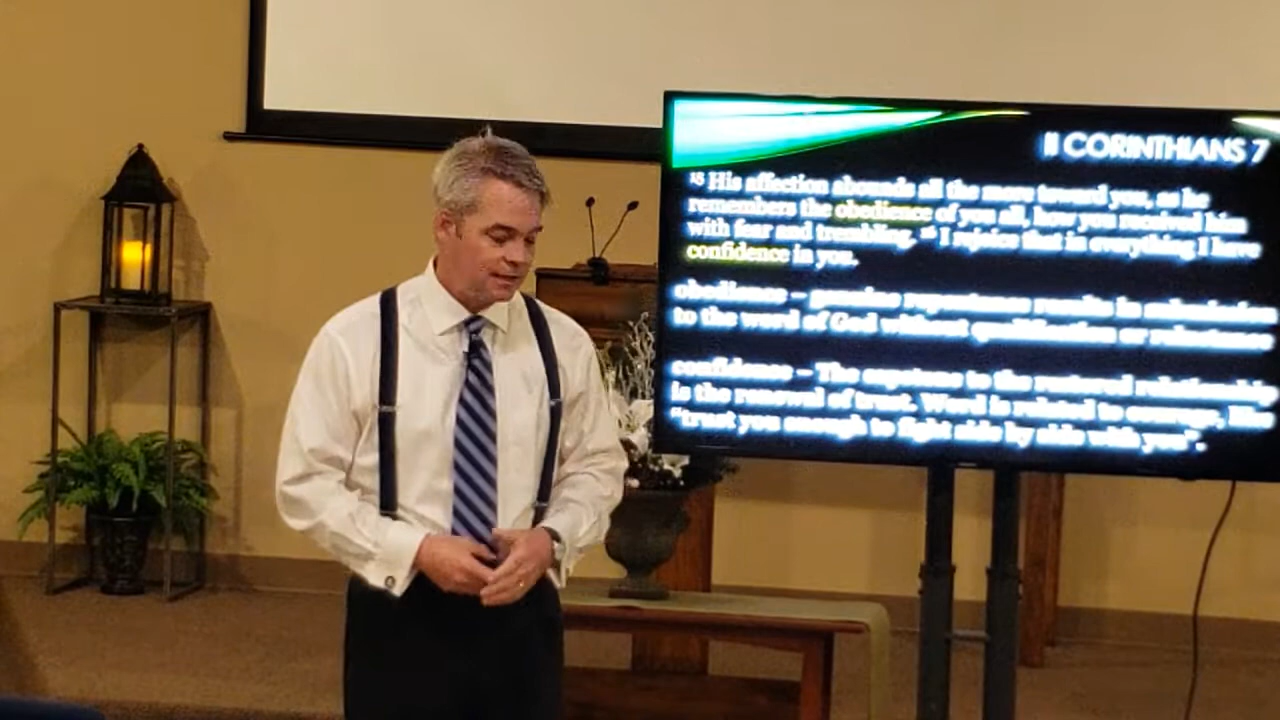 II CORINTHIANS 7
15 His affection abounds all the more toward you, as he
remembers the obedience of you all, how you received him
with fear and trembling. 16 I rejoice that in everything I have
confidence in you.
obedience – genuine repentance results in submission
to the word of God without qualification or reluctance
confidence – The capstone to the restored relationship
is the renewal of trust. Word is related to courage, like
"trust you enough to fight side by side with you".